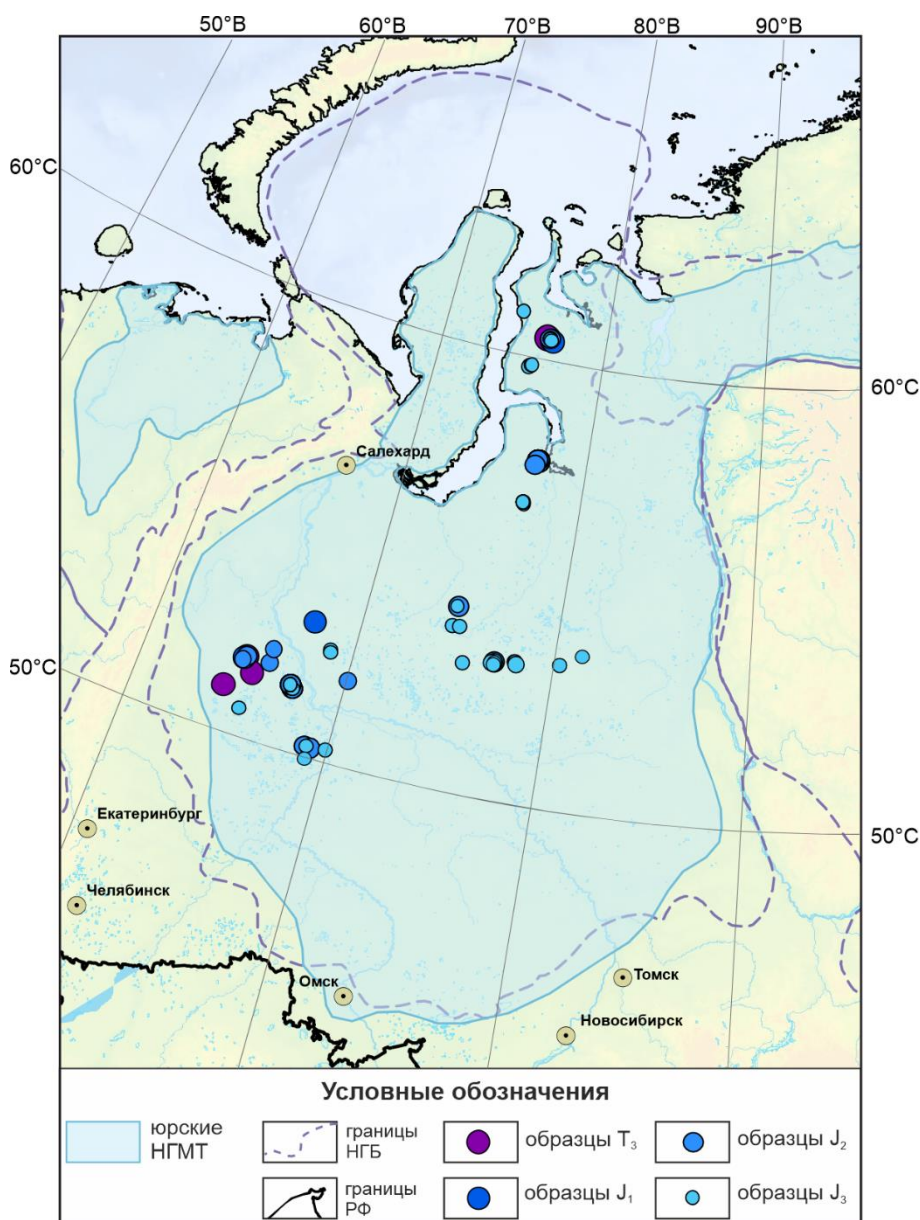 50°В
60°В
70°В
80°В
90°В
60°С
60°С
Салехард
50°С
Екатеринбург
50°С
Челябинск
Омск
Томск
Новосибирск
Условные обозначения
юрские
НГМТ
границы
НГБ
образцы T₃
образцы J₂
границы
РФ
образцы J₁
образцы J₃